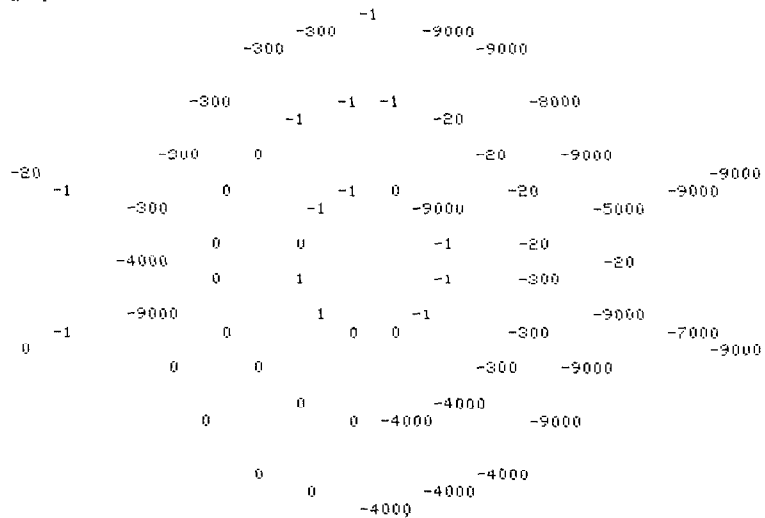 -1
-300 -9000
-300 -9000
-300 -1 -1 -8000
-1 -20
-300 0 -20 -9000
-20 -9000
-1 0 -1 0 -20 -9000
-300 -1 -9000 -5000
0 0 -1 -20
-4000 -20
0 1 -1 -300
-9000 1 -1 -9000
-1 0 0 0 -300 -7000
0 -9000
0 0 -300 -9000
0 -4000
0 0 -4000 -9000
0 -4000
0 -4000
-4000